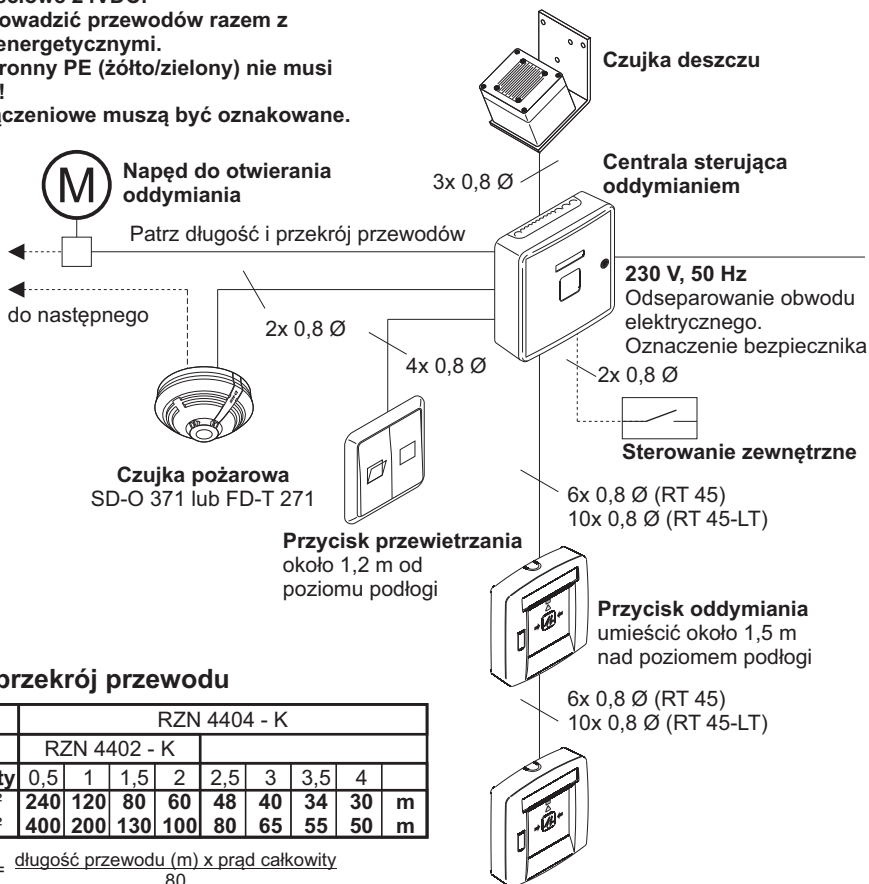 owadzić przewodów razem z
energetycznymi.
ronny PE (żółto/zielony) nie musi
!
ączeniowe muszą być oznakowane.
Czujka deszczu
3x 0,8 Ø
Centrala sterująca
oddymianiem
M
Napęd do otwierania
oddymiania
Patrz długość i przekrój przewodów
230 V, 50 Hz
Odseparowanie obwodu
elektrycznego.
Oznaczenie bezpiecznika
do następnego
2x 0,8 Ø
4x 0,8 Ø
2x 0,8 Ø
Sterowanie zewnętrzne
Czujka pożarowa
SD-O 371 lub FD-T 271
6x 0,8 Ø (RT 45)
10x 0,8 Ø (RT 45-LT)
Przycisk przewietrzania
około 1,2 m od
poziomu podłogi
Przycisk oddymiania
umieścić około 1,5 m
nad poziomem podłogi
6x 0,8 Ø (RT 45)
10x 0,8 Ø (RT 45-LT)
przekrój przewodu
RZN 4404 - K
RZN 4402 - K
ty 0,5 1 1,5 2 2,5 3 3,5 4
² 240 120 80 60 48 40 34 30 m
² 400 200 130 100 80 65 55 50 m
= długość przewodu (m) x prąd całkowity
80